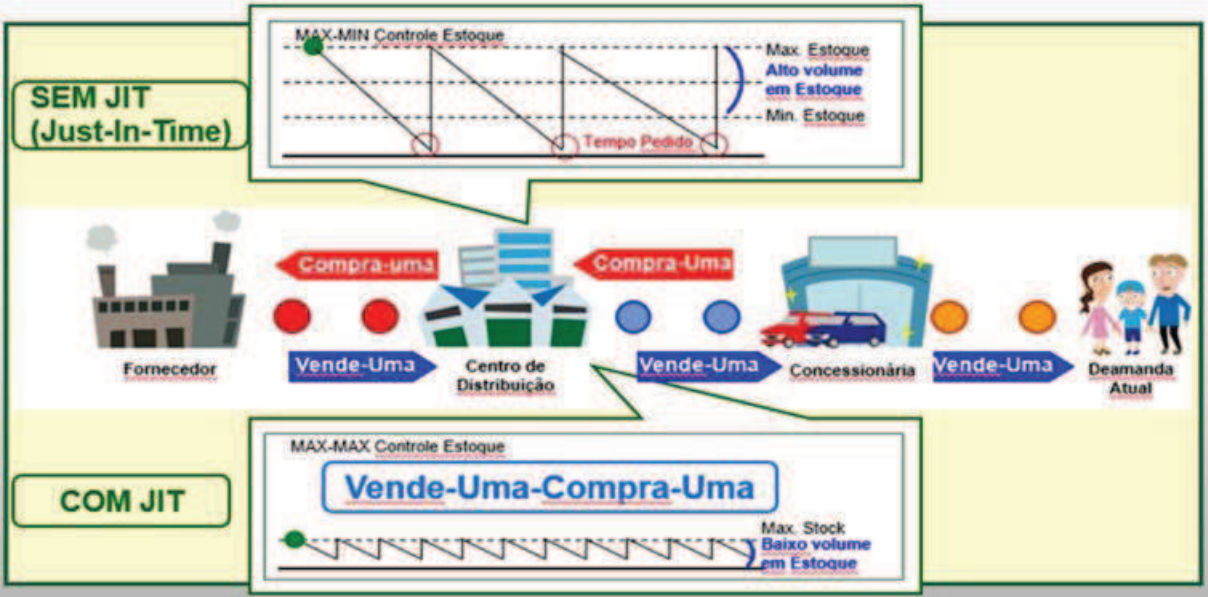 MAX-MIN Controle Estoque
Max. Estoque
Alto volume
em Estoque
Min. Estoque
Tempo Pedido
SEM JIT
(Just-In-Time)
Compra-uma
Compra-Uma
Vende-Uma
Vende-Uma
Vende-Uma
Fornecedor
Centro de
Distribuição
Concessionária
Deamanda
Atual
MAX-MAX Controle Estoque
Vende-Uma-Compra-Uma
COM JIT
Max. Stock
Baixo volume
em Estoque